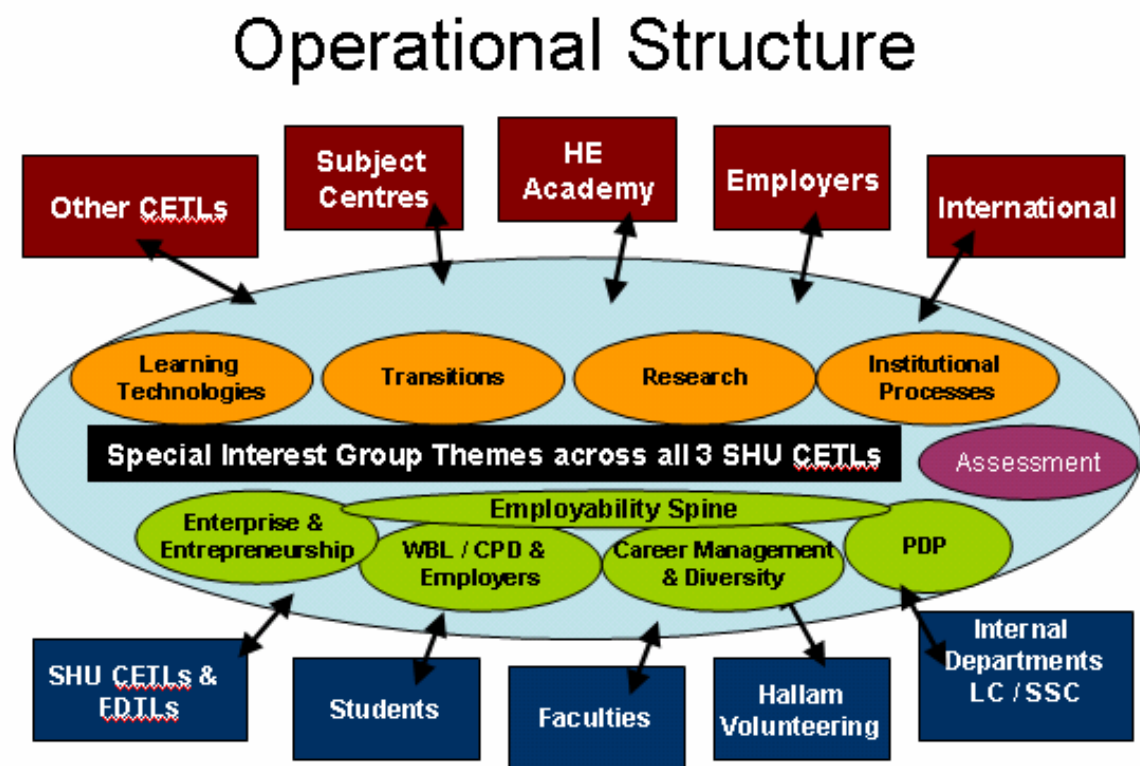 Operational Structure
Other CETLs
Subject
Centres
HE
Academy
Employers
International
Learning
Technologies
Transitions
Research
Institutional
Processes
Special Interest Group Themes across all 3 SHU CETLs
Assessment
Employability Spine
Enterprise &
Entrepreneurship
WBL / CPD &
Employers
Career Management
& Diversity
PDP
SHU CETLs &
FDTLs
Students
Faculties
Hallam
Volunteering
Internal
Departments
LC / SSC